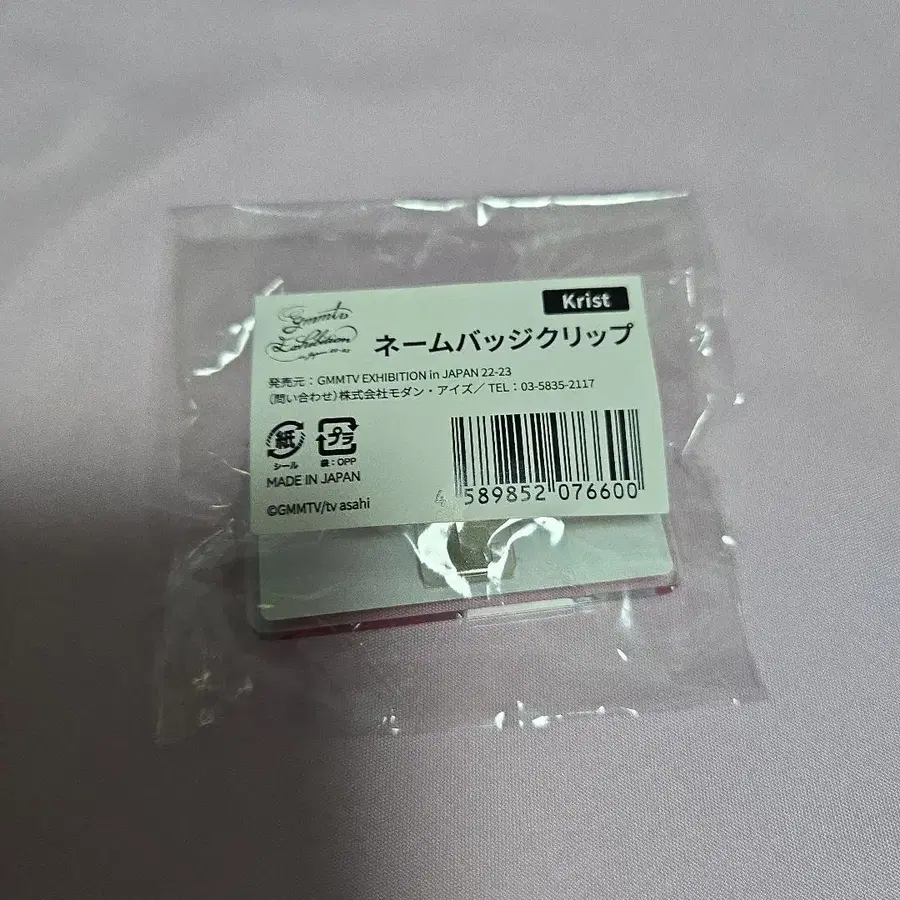 Krist
gmmtv
Exhibition
in Japan 22-23
ネームバッジクリップ
発売元：GMMTV EXHIBITION in JAPAN 22-23
（問い合わせ）株式会社モダン・アイズ／ TEL：03-5835-2117
紙
シール
プラ
袋：OPP
MADE IN JAPAN
©GMMTV/tv asahi
4 589852 076600